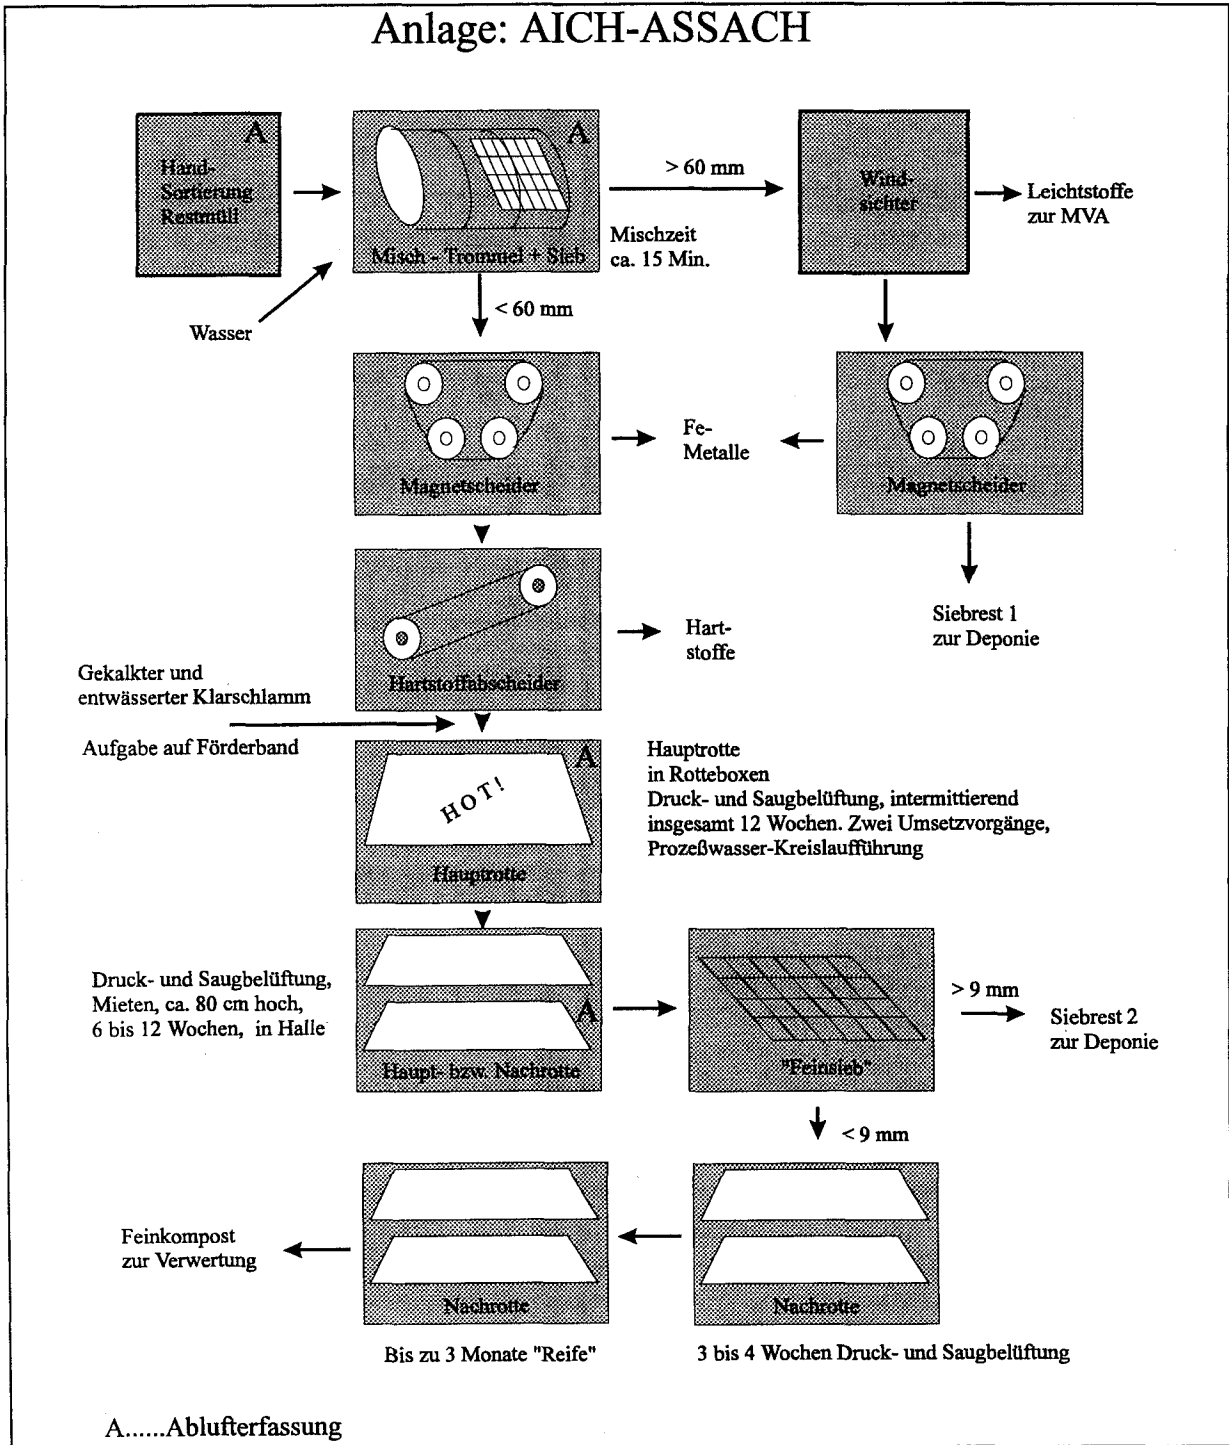 Anlage: AICH-ASSACH
A
Hand-
Sortierung
Restmüll
A
Misch - Trommel + Sieb
> 60 mm
Mischzeit
ca. 15 Min.
Wind-
sichter
Leichtstoffe
zur MVA
Wasser
< 60 mm
Magnetscheider
Fe-
Metalle
Magnetscheider
Siebrest 1
zur Deponie
Hartstoffabscheider
Hart-
stoffe
Gekalkter und
entwässerter Klarschlamm
Aufgabe auf Förderband
A
HOT!
Hauptrotte
Hauptrotte
in Rotteboxen
Druck- und Saugbelüftung, intermittierend
insgesamt 12 Wochen. Zwei Umsetzvorgänge,
Prozeßwasser-Kreislaufführung
Druck- und Saugbelüftung,
Mieten, ca. 80 cm hoch,
6 bis 12 Wochen, in Halle
A
Haupt- bzw. Nachrotte
"Feinsieb"
> 9 mm
Siebrest 2
zur Deponie
< 9 mm
Feinkompost
zur Verwertung
Nachrotte
Nachrotte
Bis zu 3 Monate "Reife"
3 bis 4 Wochen Druck- und Saugbelüftung
A......Ablufterfassung